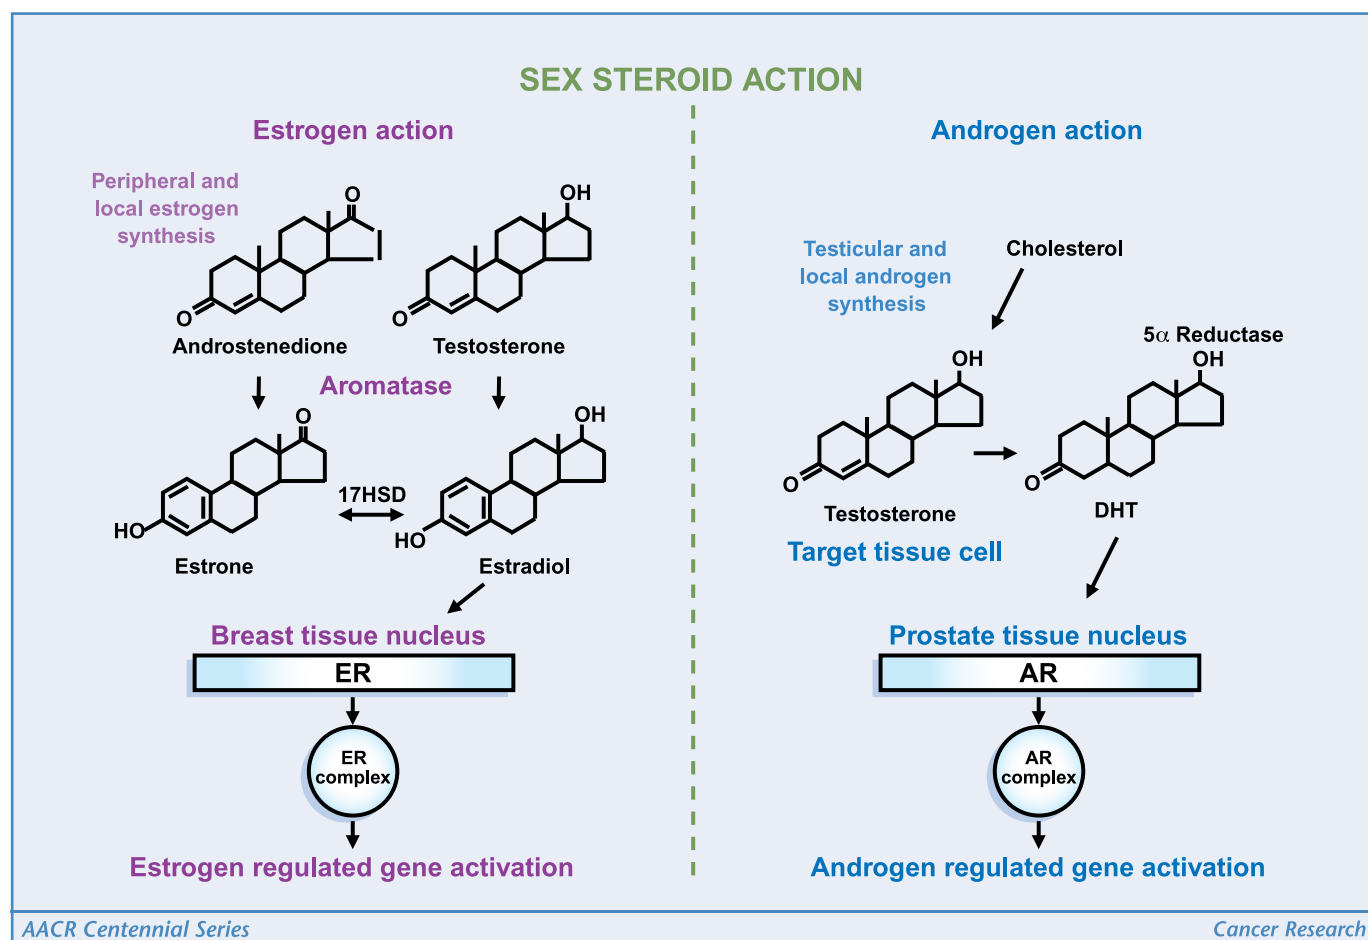 SEX STEROID ACTION
Estrogen action
Peripheral and
local estrogen
synthesis
O
O
Androstenedione
OH
O
Testosterone
Aromatase
O
HO
Estrone
17HSD
OH
HO
Estradiol
Breast tissue nucleus
ER
ER
complex
Estrogen regulated gene activation
Androgen action
Testicular and
local androgen
synthesis
Cholesterol
OH
O
Testosterone
5α Reductase
OH
O
DHT
Target tissue cell
Prostate tissue nucleus
AR
AR
complex
Androgen regulated gene activation
AACR Centennial Series
Cancer Research